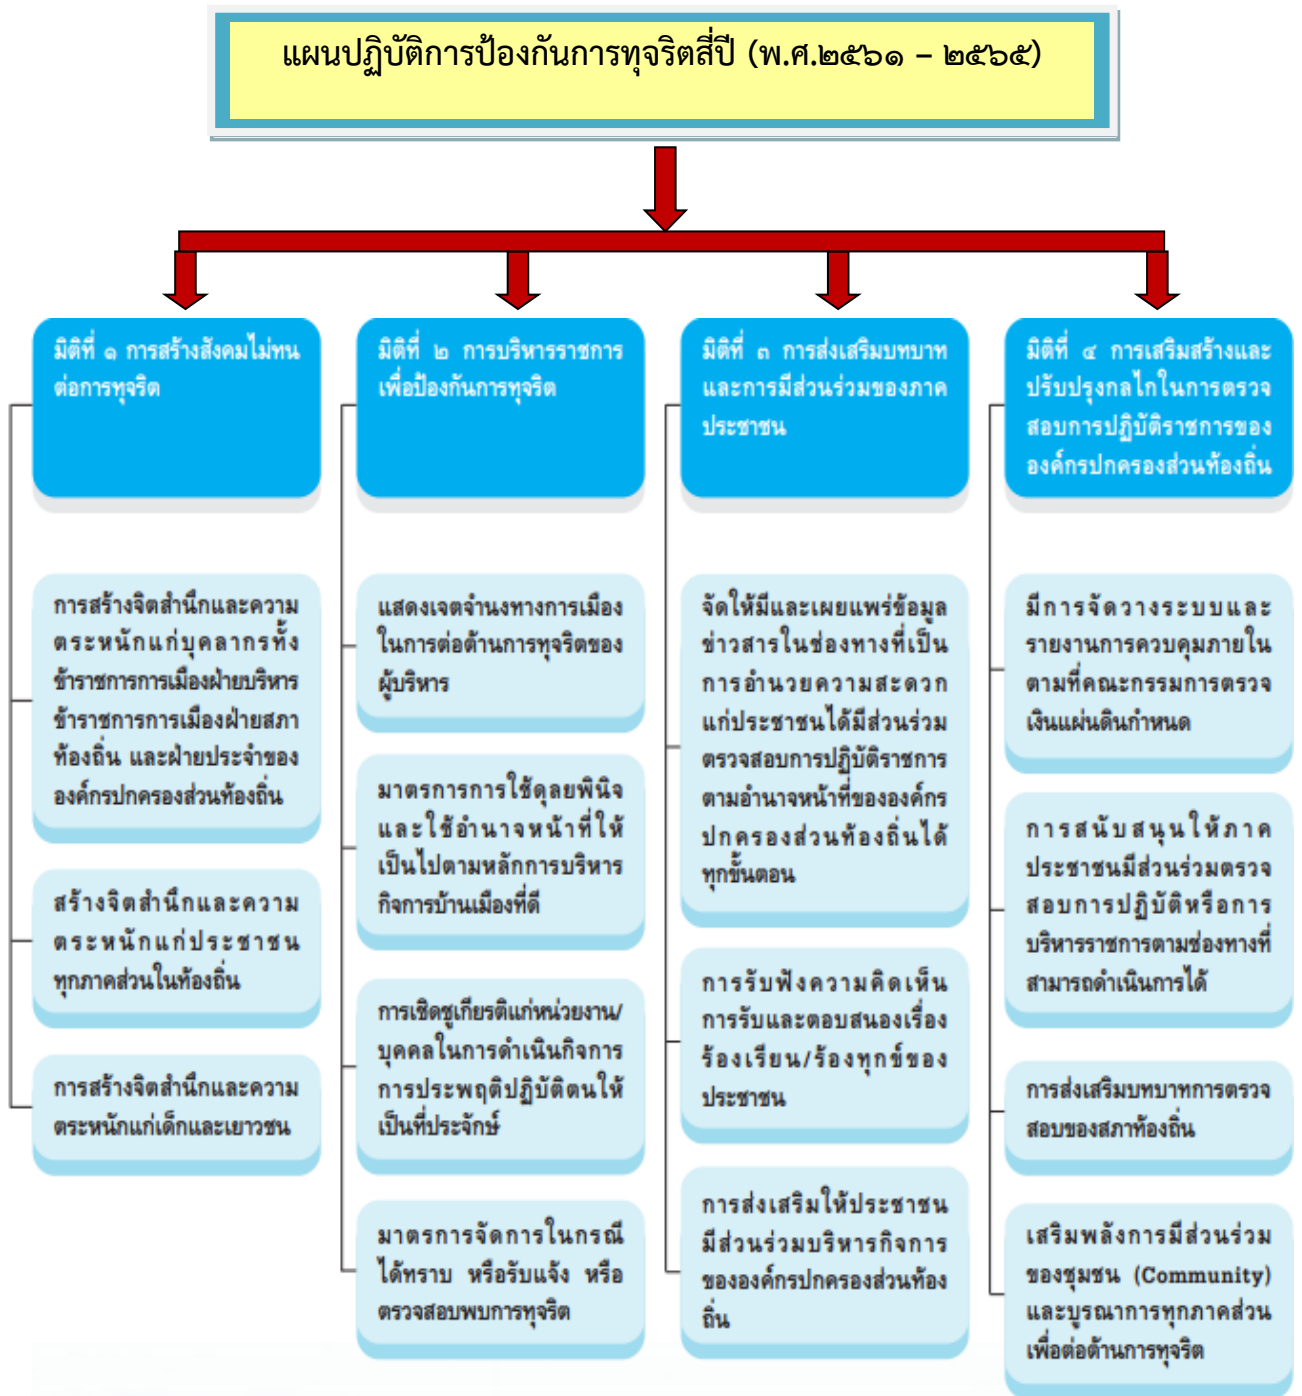 แผนปฏิบัติการป้องกันการทุจริตสี่ปี (พ.ศ.๒๕๖๑ – ๒๕๖๕)
มิติที่ ๑ การสร้างสังคมไม่ทน
ต่อการทุจริต
การสร้างจิตสำนึกและความ
ตระหนักแก่บุคลากรทั้ง
ข้าราชการการเมืองฝ่ายบริหาร
ข้าราชการการเมืองฝ่ายสภา
ท้องถิ่น และฝ่ายประจำของ
องค์กรปกครองส่วนท้องถิ่น
สร้างจิตสำนึกและความ
ตระหนักแก่ประชาชน
ทุกภาคส่วนในท้องถิ่น
การสร้างจิตสำนึกและความ
ตระหนักแก่เด็กและเยาวชน
มิติที่ ๒ การบริหารราชการ
เพื่อป้องกันการทุจริต
แสดงเจตจำนงทางการเมือง
ในการต่อต้านการทุจริตของ
ผู้บริหาร
มาตรการการใช้ดุลยพินิจ
และใช้อำนาจหน้าที่ให้
เป็นไปตามหลักการบริหาร
กิจการบ้านเมืองที่ดี
การเชิดชูเกียรติแก่หน่วยงาน/
บุคคลในการดำเนินกิจการ
การประพฤติปฏิบัติตนให้
เป็นที่ประจักษ์
มาตรการจัดการในกรณี
ได้ทราบ หรือรับแจ้ง หรือ
ตรวจสอบพบการทุจริต
มิติที่ ๓ การส่งเสริมบทบาท
และการมีส่วนร่วมของภาค
ประชาชน
จัดให้มีและเผยแพร่ข้อมูล
ข่าวสารในช่องทางที่เป็น
การอำนวยความสะดวก
แก่ประชาชนได้มีส่วนร่วม
ตรวจสอบการปฏิบัติราชการ
ตามอำนาจหน้าที่ขององค์กร
ปกครองส่วนท้องถิ่นได้
ทุกขั้นตอน
การรับฟังความคิดเห็น
การรับและตอบสนองเรื่อง
ร้องเรียน/ร้องทุกข์ของ
ประชาชน
การส่งเสริมให้ประชาชน
มีส่วนร่วมบริหารกิจการ
ขององค์กรปกครองส่วนท้อง
ถิ่น
มิติที่ ๔ การเสริมสร้างและ
ปรับปรุงกลไกในการตรวจ
สอบการปฏิบัติราชการของ
องค์กรปกครองส่วนท้องถิ่น
มีการจัดวางระบบและ
รายงานการควบคุมภายใน
ตามที่คณะกรรมการตรวจ
เงินแผ่นดินกำหนด
การสนับสนุนให้ภาค
ประชาชนมีส่วนร่วมตรวจ
สอบการปฏิบัติหรือการ
บริหารราชการตามช่องทางที่
สามารถดำเนินการได้
การส่งเสริมบทบาทการตรวจ
สอบของสภาท้องถิ่น
เสริมพลังการมีส่วนร่วม
ของชุมชน (Community)
และบูรณาการทุกภาคส่วน
เพื่อต่อต้านการทุจริต